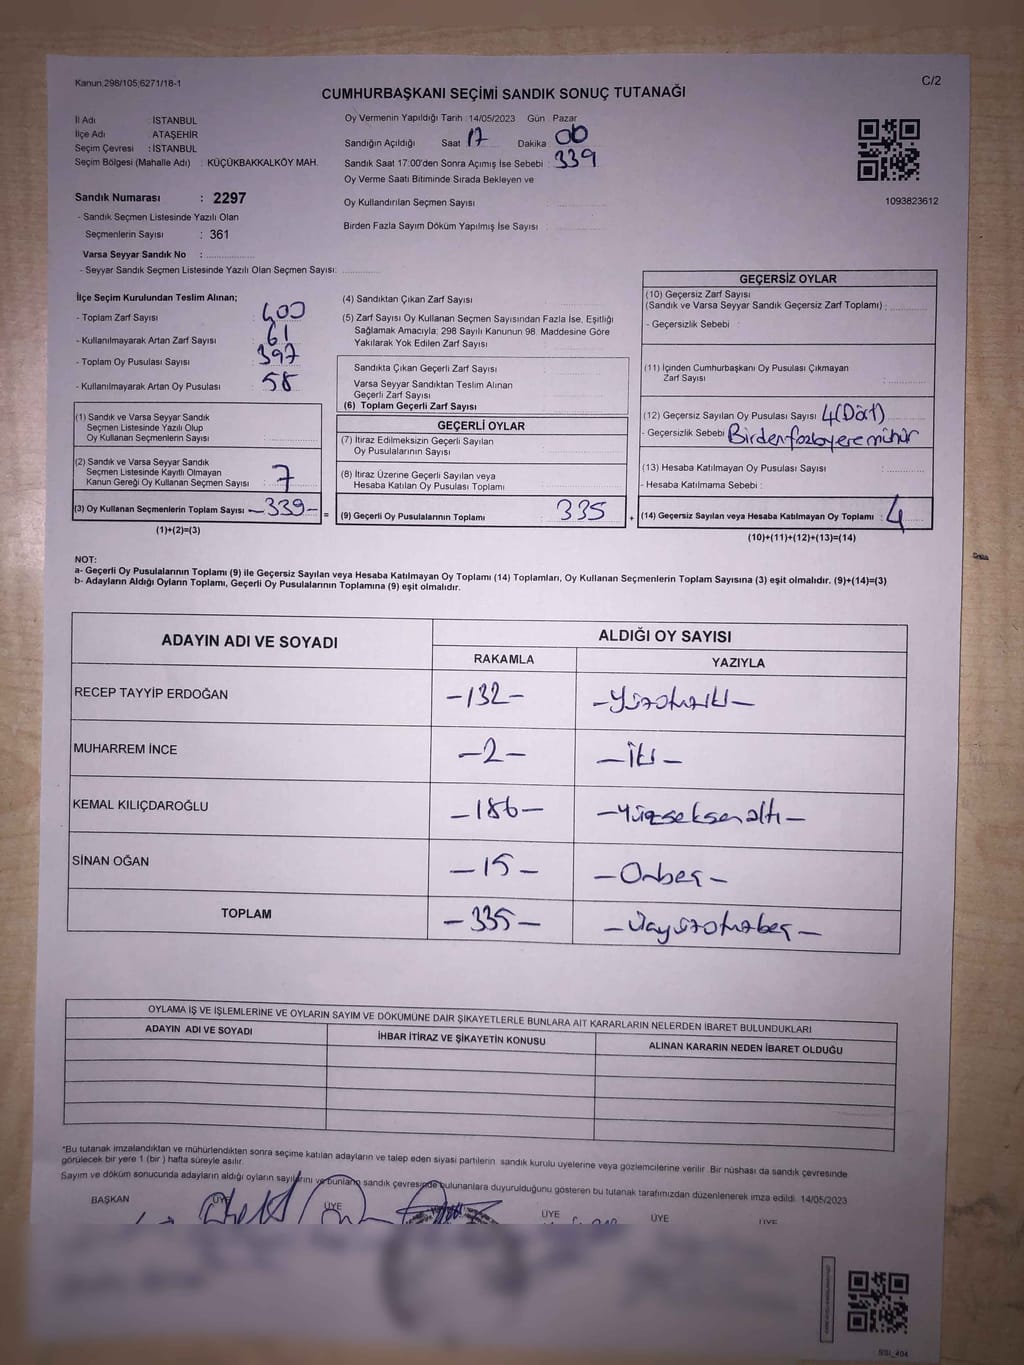 Kanun;298/105;6271/18-1
C/2
CUMHURBAŞKANI SEÇİMİ SANDIK SONUÇ TUTANAĞI
İl Adı : İSTANBUL
İlçe Adı : ATAŞEHİR
Seçim Çevresi : İSTANBUL
Seçim Bölgesi (Mahalle Adı) : KÜÇÜKBAKKALKÖY MAH.
Oy Vermenin Yapıldığı Tarih : 14/05/2023 Gün : Pazar
Sandığın Açıldığı Saat 17 Dakika 00
Sandık Saat 17:00'den Sonra Açımış İse Sebebi : 339
Oy Verme Saati Bitiminde Sırada Bekleyen ve
Oy Kullandırılan Seçmen Sayısı
Birden Fazla Sayım Döküm Yapılmış İse Sayısı
1093823612
Sandık Numarası : 2297
- Sandık Seçmen Listesinde Yazılı Olan
Seçmenlerin Sayısı : 361
Varsa Seyyar Sandık No :
- Seyyar Sandık Seçmen Listesinde Yazılı Olan Seçmen Sayısı:
İlçe Seçim Kurulundan Teslim Alınan;
- Toplam Zarf Sayısı : 400
- Kullanılmayarak Artan Zarf Sayısı : 61
- Toplam Oy Pusulası Sayısı : 397
- Kullanılmayarak Artan Oy Pusulası : 58
(1) Sandık ve Varsa Seyyar Sandık
Seçmen Listesinde Yazılı Olup
Oy Kullanan Seçmenlerin Sayısı
(2) Sandık ve Varsa Seyyar Sandık
Seçmen Listesinde Kayıtlı Olmayan
Kanun Gereği Oy Kullanan Seçmen Sayısı : 7
(3) Oy Kullanan Seçmenlerin Toplam Sayısı -339-
(1)+(2)=(3)
=
(4) Sandıktan Çıkan Zarf Sayısı
(5) Zarf Sayısı Oy Kullanan Seçmen Sayısından Fazla İse, Eşitliği
Sağlamak Amacıyla; 298 Sayılı Kanunun 98. Maddesine Göre
Yakılarak Yok Edilen Zarf Sayısı
Sandıkta Çıkan Geçerli Zarf Sayısı
Varsa Seyyar Sandıktan Teslim Alınan
Geçerli Zarf Sayısı
(6) Toplam Geçerli Zarf Sayısı
GEÇERLİ OYLAR
(7) İtiraz Edilmeksizin Geçerli Sayılan
Oy Pusulasının Sayısı
(8) İtiraz Üzerine Geçerli Sayılan veya
Hesaba Katılan Oy Pusulası Toplamı
(9) Geçerli Oy Pusulalarının Toplamı : 335
+
GEÇERSİZ OYLAR
(10) Geçersiz Zarf Sayısı
(Sandık ve Varsa Seyyar Sandık Geçersiz Zarf Toplamı) :
- Geçersizlik Sebebi :
(11) İçinden Cumhurbaşkanı Oy Pusulası Çıkmayan
Zarf Sayısı :
(12) Geçersiz Sayılan Oy Pusulası Sayısı : 4(Dört)
- Geçersizlik Sebebi : Birden fazla yere mühür
(13) Hesaba Katılmayan Oy Pusulası Sayısı :
- Hesaba Katılmama Sebebi :
(14) Geçersiz Sayılan veya Hesaba Katılmayan Oy Toplamı : 4
(10)+(11)+(12)+(13)=(14)
NOT:
a- Geçerli Oy Pusulalarının Toplamı (9) ile Geçersiz Sayılan veya Hesaba Katılmayan Oy Toplamı (14) Toplamları, Oy Kullanan Seçmenlerin Toplam Sayısına (3) eşit olmalıdır. (9)+(14)=(3)
b- Adayların Aldığı Oyların Toplamı, Geçerli Oy Pusulalarının Toplamına (9) eşit olmalıdır.
ADAYIN ADI VE SOYADI ALDIĞI OY SAYISI
RAKAMLA YAZIYLA
RECEP TAYYİP ERDOĞAN -132- -Yüzotuziki-
MUHARREM İNCE -2- -İki-
KEMAL KILIÇDAROĞLU -186- -Yüzseksenaltı-
SİNAN OĞAN -15- -Onbeş-
TOPLAM -335- -Üçyüzotuzbeş-
OYLAMA İŞ VE İŞLEMLERİNE VE OYLARIN SAYIM VE DÖKÜMÜNE DAİR ŞİKAYETLERLE BUNLARA AİT KARARLARIN NELERDEN İBARET BULUNDUKLARI
ADAYIN ADI VE SOYADI İHBAR İTİRAZ VE ŞİKAYETİN KONUSU ALINAN KARARIN NEDEN İBARET OLDUĞU
*Bu tutanak imzalandıktan ve mühürlendikten sonra seçime katılan adayların ve talep eden siyasi partilerin sandık kurulu üyelerine veya gözlemcilerine verilir. Bir nüshası da sandık çevresinde
görülecek bir yere 1 (bir ) hafta süreyle asılır.
Sayım ve döküm sonucunda adayların aldığı oyların sayılarını ve bunların sandık çevresinde bulunanlara duyurulduğunu gösteren bu tutanak tarafımızdan düzenlenerek imza edildi. 14/05/2023
BAŞKAN ÜYE ÜYE ÜYE ÜYE ÜYE